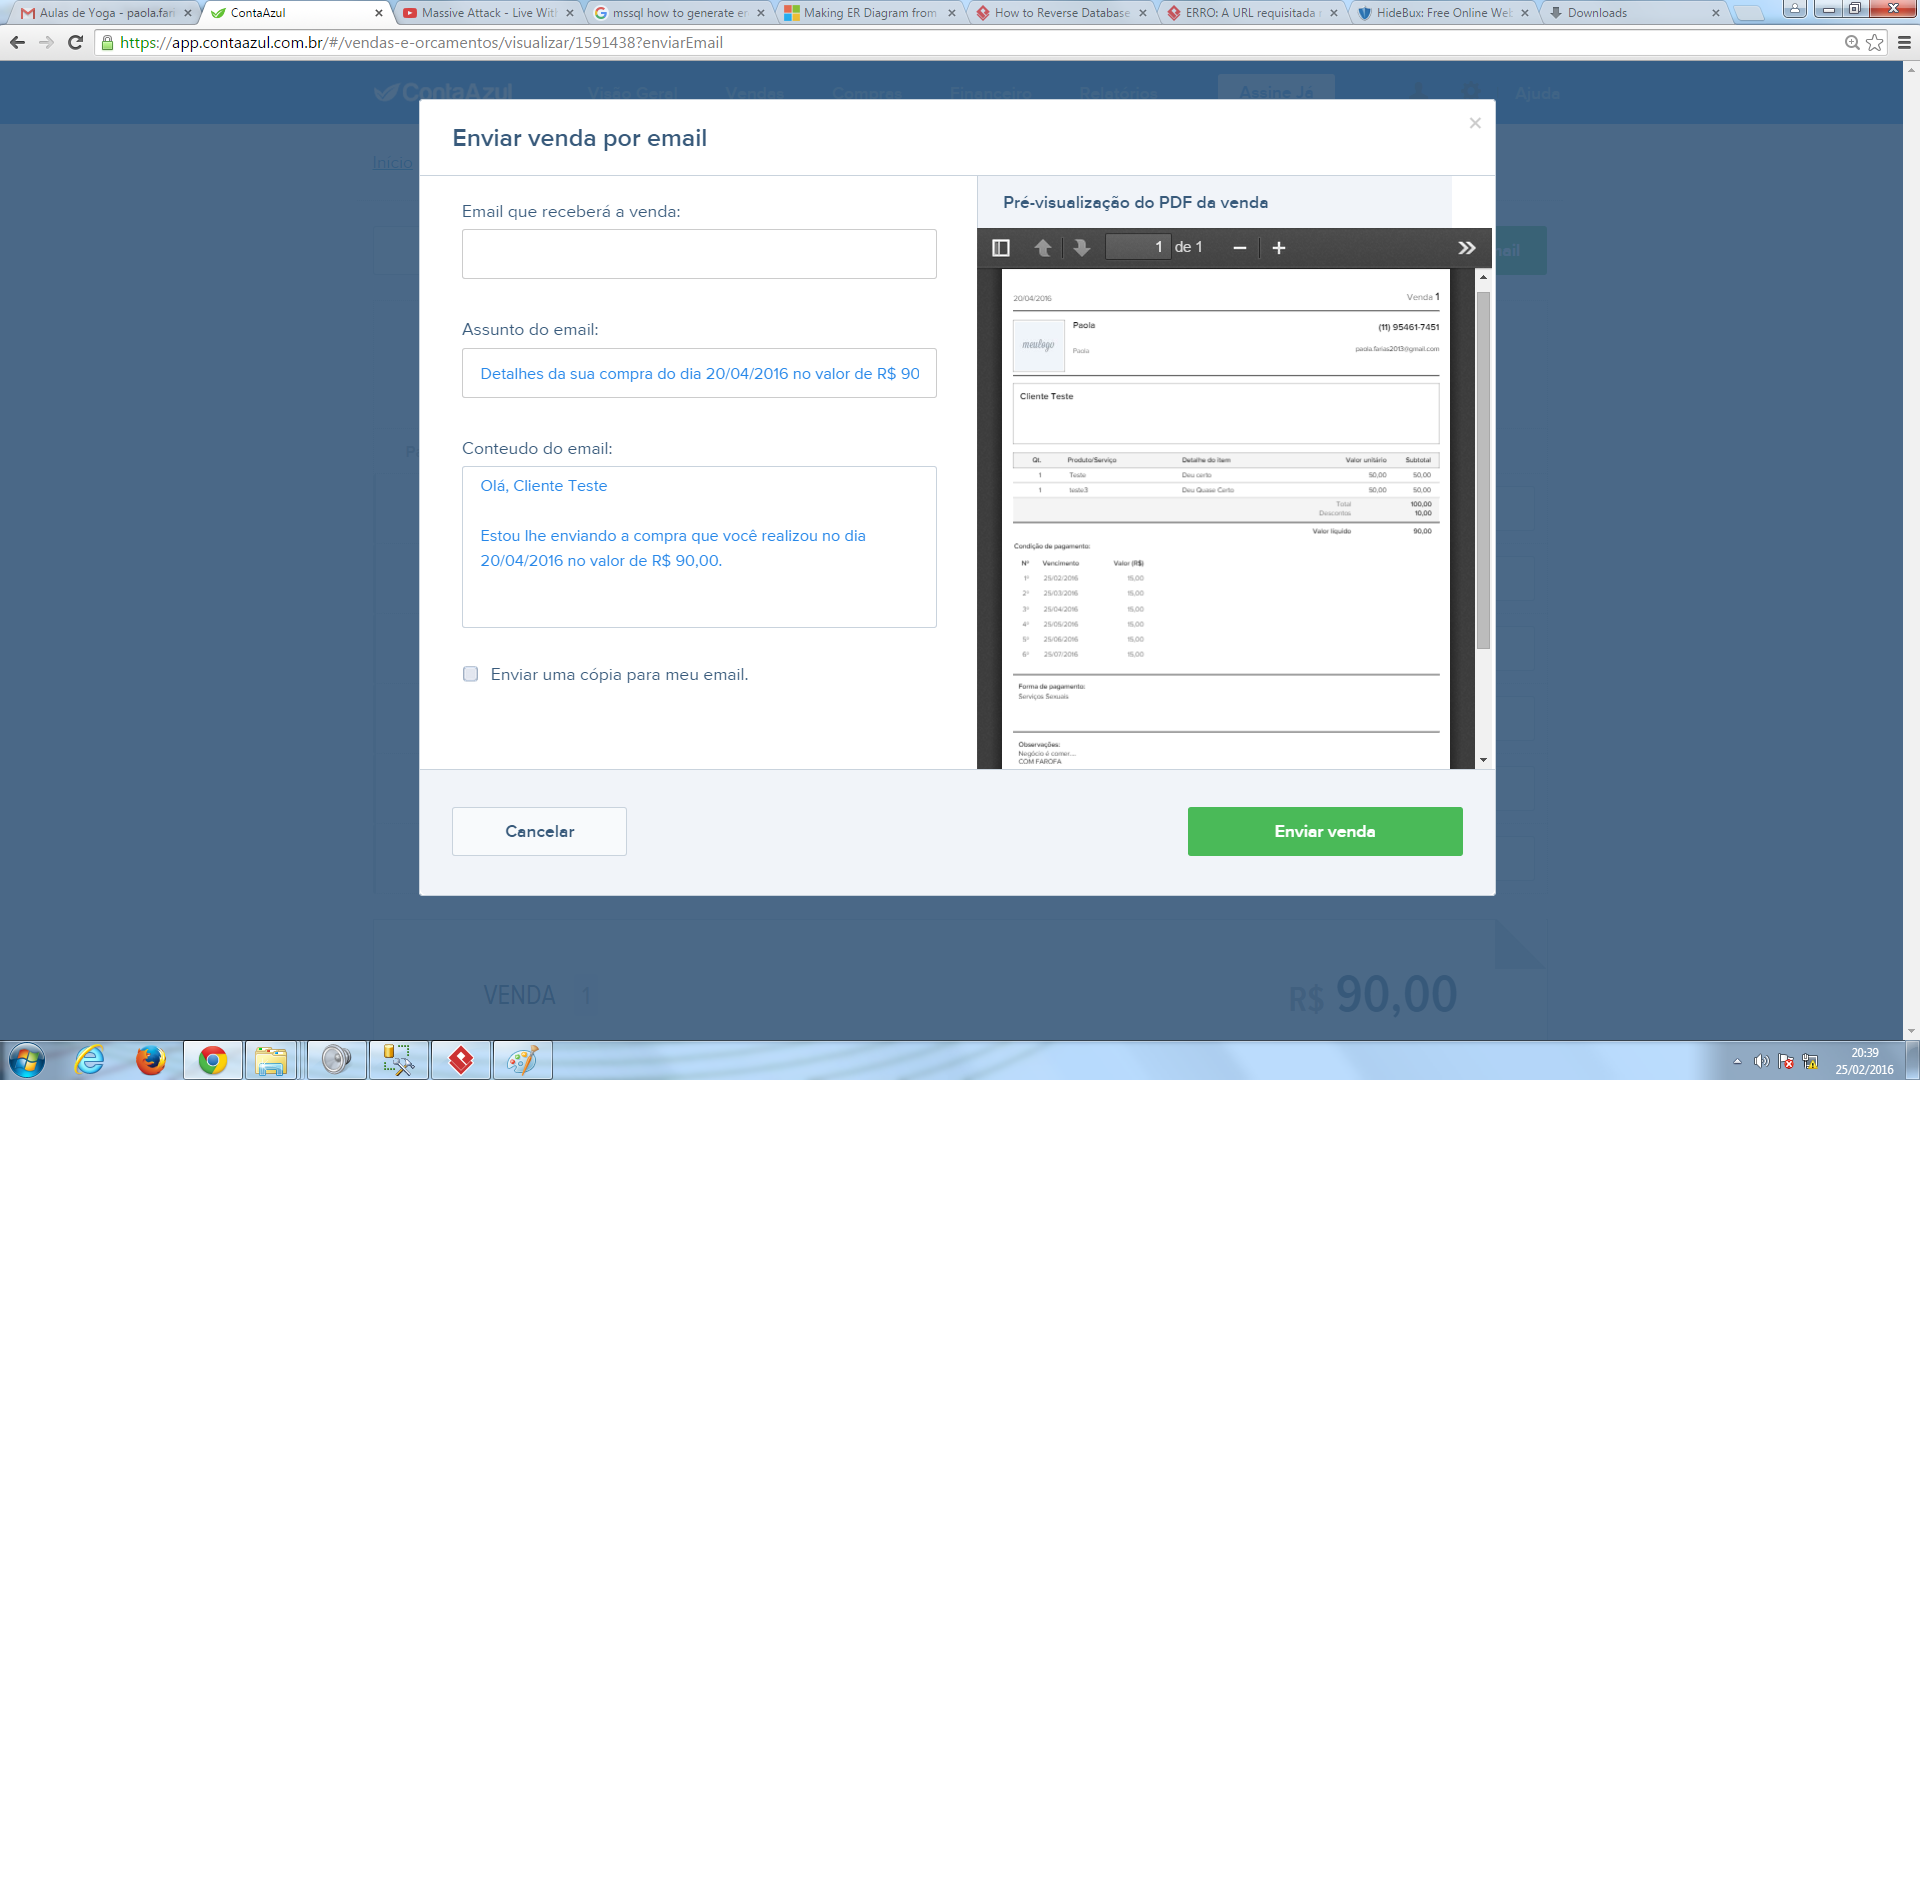 Aulas de Yoga - paola.fari
ContaAzul
Massive Attack - Live With
mssql how to generate er
Making ER Diagram from
How to Reverse Database
ERRO: A URL requisitada
HideBux: Free Online Web
Downloads
https://app.contaazul.com.br/#/vendas-e-orcamentos/visualizar/1591438?enviarEmail
ContaAzul
Visão Geral
Vendas
Compras
Financeiro
Relatórios
Assine Já
Ajuda
Início
Enviar venda por email
Email que receberá a venda:
Assunto do email:
Detalhes da sua compra do dia 20/04/2016 no valor de R$ 90
Conteudo do email:
Olá, Cliente Teste
Estou lhe enviando a compra que você realizou no dia
20/04/2016 no valor de R$ 90,00.
Enviar uma cópia para meu email.
Pré-visualização do PDF da venda
1 de 1
20/04/2016 Venda 1
meulogo
Paola (11) 95461-7451
Paola paola.farias2013@gmail.com
Cliente Teste
Qt. Produto/Serviço Detalhe do item Valor unitário Subtotal
1 Teste Deu certo 50,00 50,00
1 teste3 Deu Quase Certo 50,00 50,00
Total 100,00
Descontos 10,00
Valor líquido 90,00
Condição de pagamento:
Nº Vencimento Valor (R$)
1º 25/02/2016 15,00
2º 25/03/2016 15,00
3º 25/04/2016 15,00
4º 25/05/2016 15,00
5º 25/06/2016 15,00
6º 25/07/2016 15,00
Forma de pagamento:
Serviços Sexuais
Observações:
Negócio é comer...
COM FAROFA
Cancelar
Enviar venda
VENDA 1
R$ 90,00
20:39
25/02/2016